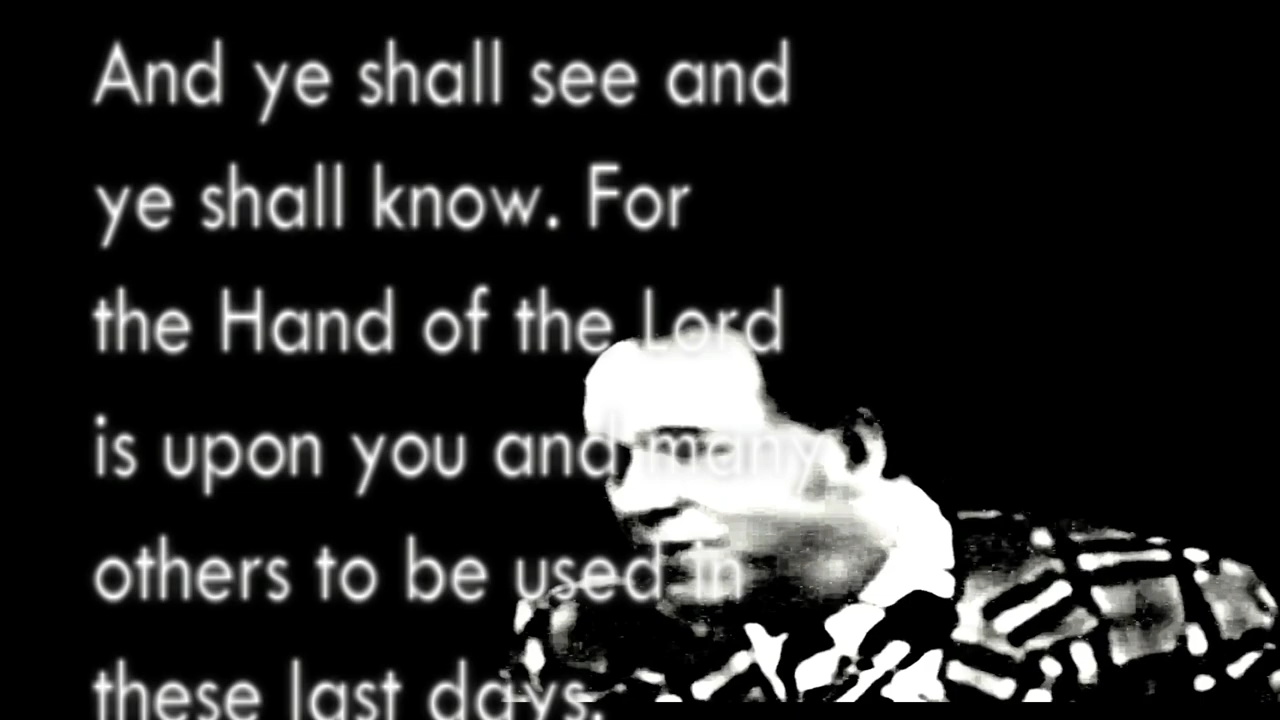 And ye shall see and
ye shall know. For
the Hand of the Lord
is upon you and many
others to be used in
these last days.